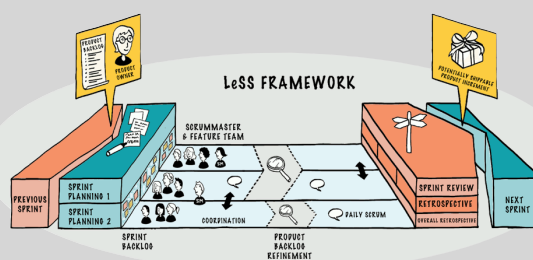 PRODUCT
BACKLOG
PRODUCT
OWNER
LeSS FRAMEWORK
POTENTIALLY SHIPPABLE
PRODUCT INCREMENT
SCRUMMASTER
& FEATURE TEAM
SM
SM
PREVIOUS
SPRINT
SPRINT
PLANNING 1
SPRINT
PLANNING 2
COORDINATION
DAILY SCRUM
SPRINT REVIEW
RETROSPECTIVE
OVERALL RETROSPECTIVE
NEXT
SPRINT
SPRINT
BACKLOG
PRODUCT
BACKLOG
REFINEMENT